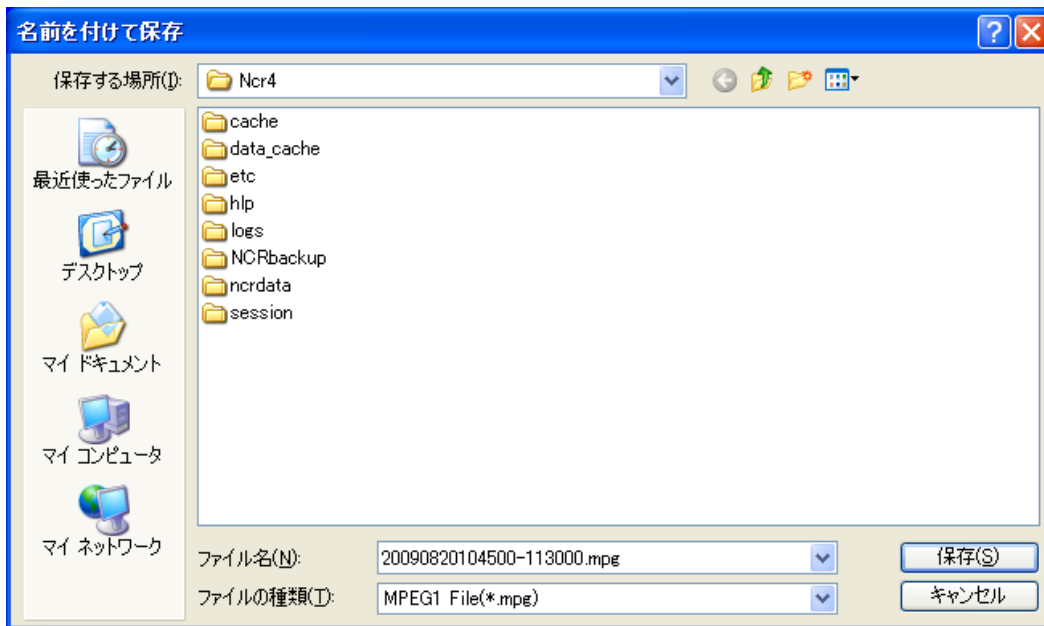 名前を付けて保存
保存する場所(I): Ncr4
最近使ったファイル
デスクトップ
マイ ドキュメント
マイ コンピュータ
マイ ネットワーク
cache
data_cache
etc
hlp
logs
NCRbackup
ncrdata
session
ファイル名(N): 20090820104500-113000.mpg 保存(S)
ファイルの種類(T): MPEG1 File(*.mpg) キャンセル